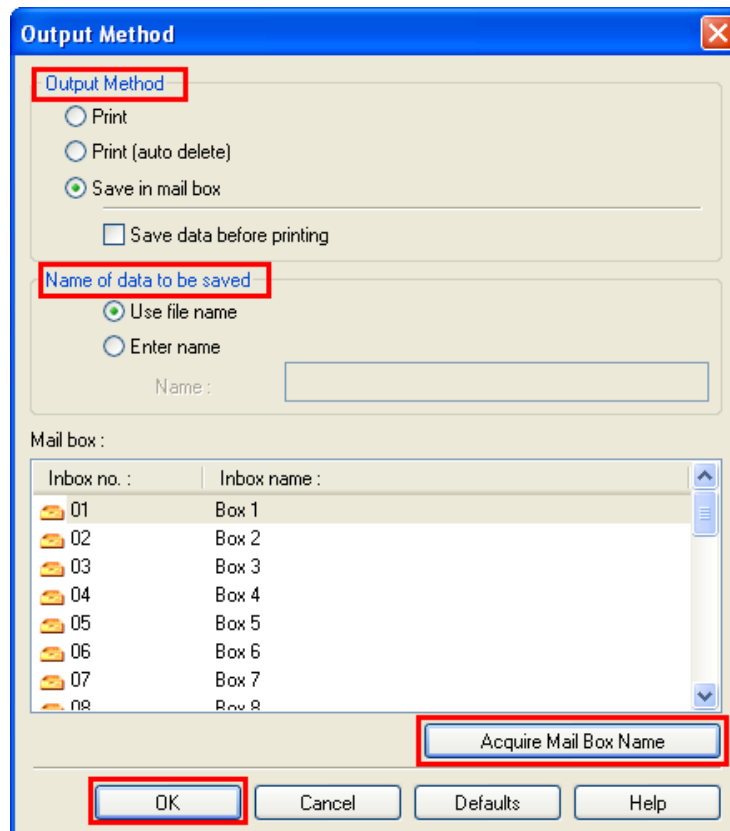 Output Method
Output Method
Print
Print (auto delete)
Save in mail box
Save data before printing
Name of data to be saved
Use file name
Enter name
Name :
Mail box :
Inbox no. : Inbox name :
01 Box 1
02 Box 2
03 Box 3
04 Box 4
05 Box 5
06 Box 6
07 Box 7
08 Box 8
Acquire Mail Box Name
OK Cancel Defaults Help